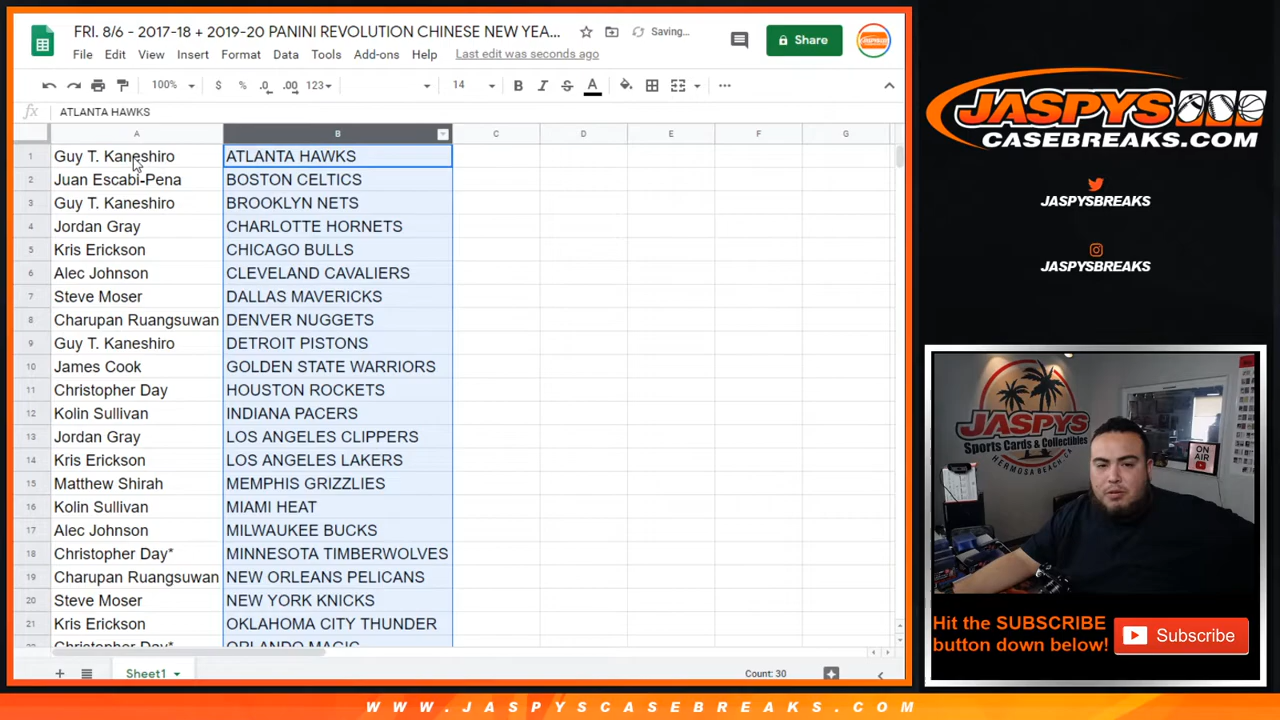 FRI. 8/6 - 2017-18 + 2019-20 PANINI REVOLUTION CHINESE NEW YEA...
Saving...
Share
File Edit View Insert Format Data Tools Add-ons Help Last edit was seconds ago
100% $ % .0 .00 123 14 B I S A
fx ATLANTA HAWKS
A B C D E F G
1 Guy T. Kaneshiro ATLANTA HAWKS
2 Juan Escabi-Pena BOSTON CELTICS
3 Guy T. Kaneshiro BROOKLYN NETS
4 Jordan Gray CHARLOTTE HORNETS
5 Kris Erickson CHICAGO BULLS
6 Alec Johnson CLEVELAND CAVALIERS
7 Steve Moser DALLAS MAVERICKS
8 Charupan Ruangsuwan DENVER NUGGETS
9 Guy T. Kaneshiro DETROIT PISTONS
10 James Cook GOLDEN STATE WARRIORS
11 Christopher Day HOUSTON ROCKETS
12 Kolin Sullivan INDIANA PACERS
13 Jordan Gray LOS ANGELES CLIPPERS
14 Kris Erickson LOS ANGELES LAKERS
15 Matthew Shirah MEMPHIS GRIZZLIES
16 Kolin Sullivan MIAMI HEAT
17 Alec Johnson MILWAUKEE BUCKS
18 Christopher Day* MINNESOTA TIMBERWOLVES
19 Charupan Ruangsuwan NEW ORLEANS PELICANS
20 Steve Moser NEW YORK KNICKS
21 Kris Erickson OKLAHOMA CITY THUNDER
Christopher Day* ORLANDO MAGIC
Sheet1 Count: 30
JASPYS
CASEBREAKS.COM
JASPYSBREAKS
JASPYSBREAKS
JASPYS
Sports Cards & Collectibles
HERMOSA BEACH, CA
ON AIR
Hit the SUBSCRIBE
button down below!
Subscribe
WWW.JASPYSCASEBREAKS.COM